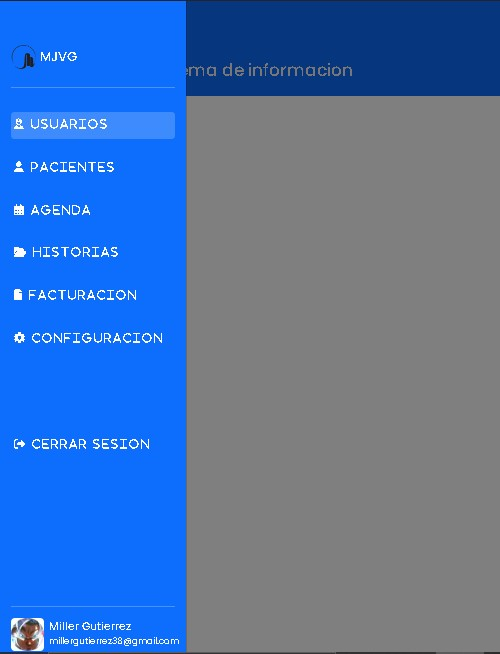 MJVG
ema de informacion
USUARIOS
PACIENTES
AGENDA
HISTORIAS
FACTURACION
CONFIGURACION
CERRAR SESION
Miller Gutierrez
millergutierrez38@gmail.com